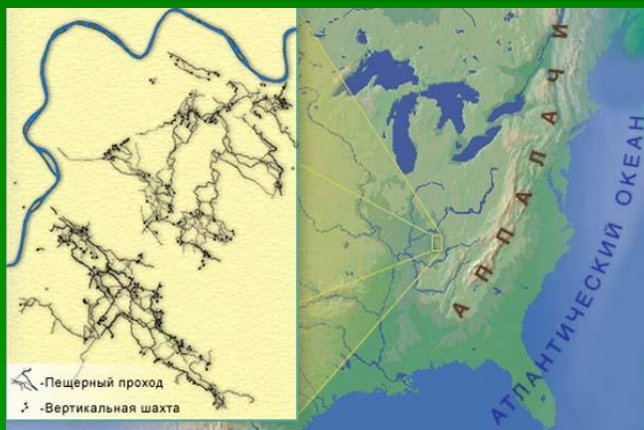 -Пещерный проход
-Вертикальная шахта
АППАЛАЧИ
АТЛАНТИЧЕСКИЙ ОКЕАН